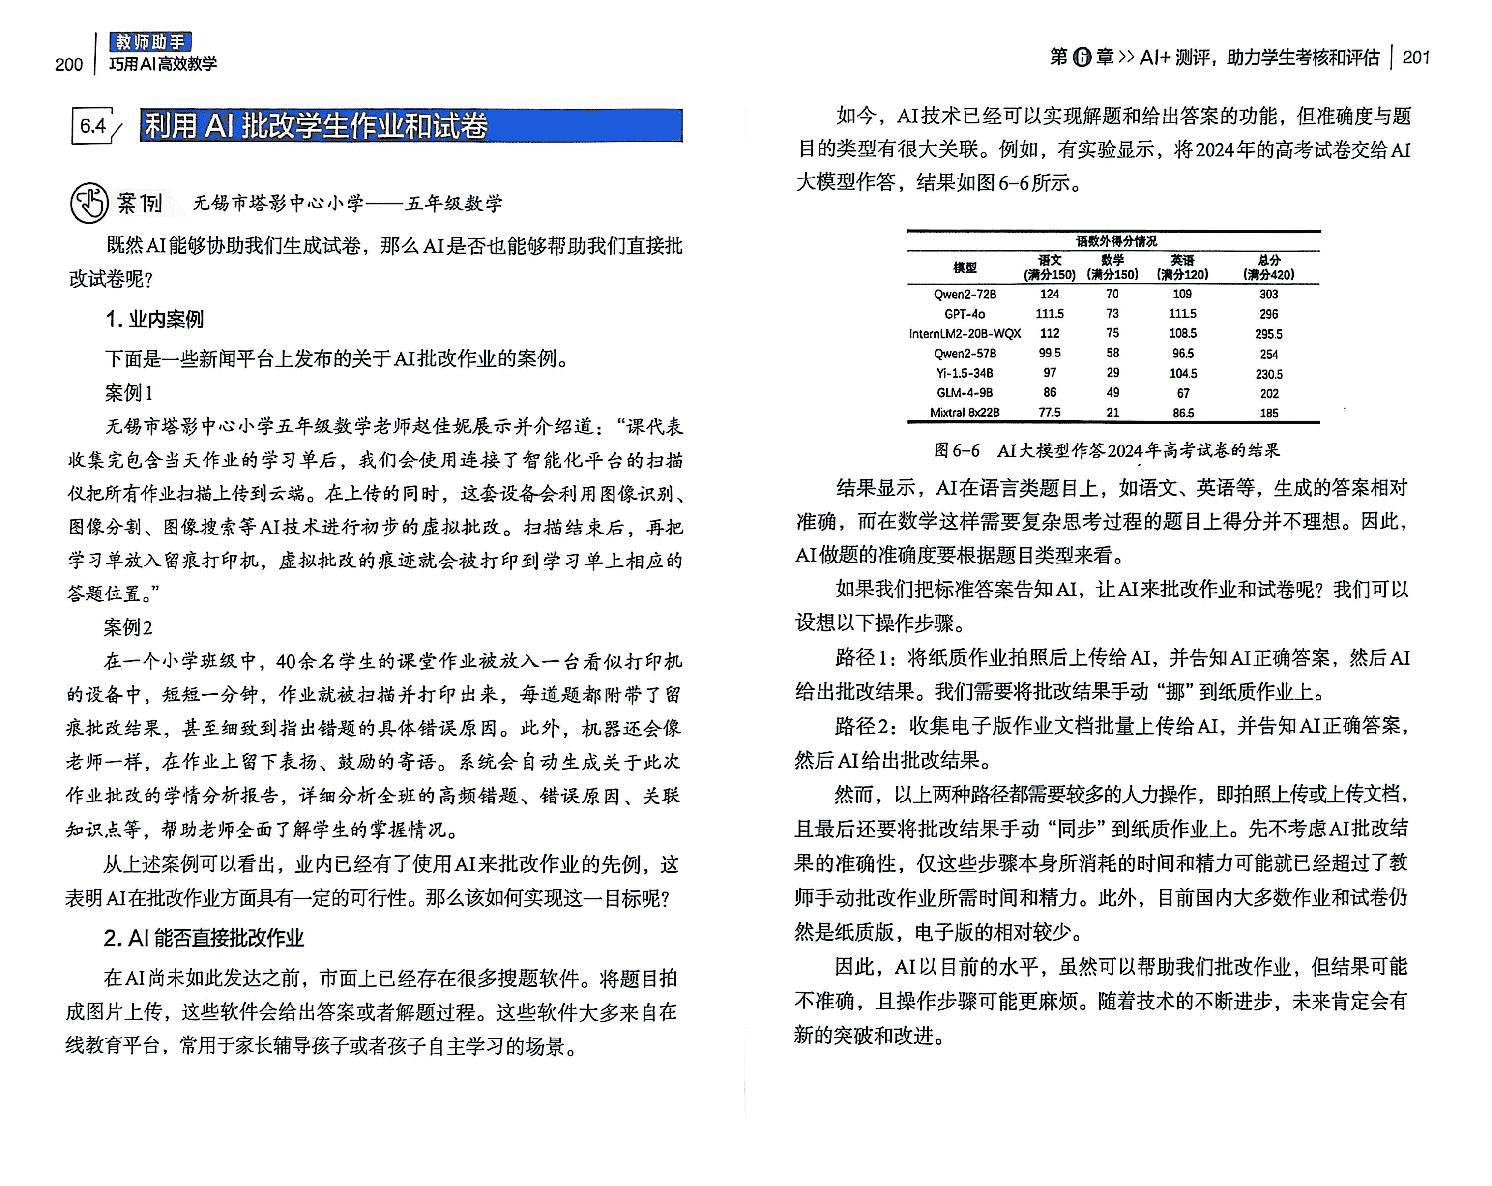 200
教师助手
巧用AI高效教学
6.4
利用 AI 批改学生作业和试卷
案例 无锡市塔影中心小学——五年级数学
既然AI能够协助我们生成试卷，那么AI是否也能够帮助我们直接批
改试卷呢？
1. 业内案例
下面是一些新闻平台上发布的关于AI批改作业的案例。
案例1
无锡市塔影中心小学五年级数学老师赵佳妮展示并介绍道：“课代表
收集完包含当天作业的学习单后，我们会使用连接了智能化平台的扫描
仪把所有作业扫描上传到云端。在上传的同时，这套设备会利用图像识别、
图像分割、图像搜索等AI技术进行初步的虚拟批改。扫描结束后，再把
学习单放入留痕打印机，虚拟批改的痕迹就会被打印到学习单上相应的
答题位置。”
案例2
在一个小学班级中，40余名学生的课堂作业被放入一台看似打印机
的设备中，短短一分钟，作业就被扫描并打印出来，每道题都附带了留
痕批改结果，甚至细致到指出错题的具体错误原因。此外，机器还会像
老师一样，在作业上留下表扬、鼓励的寄语。系统会自动生成关于此次
作业批改的学情分析报告，详细分析全班的高频错题、错误原因、关联
知识点等，帮助老师全面了解学生的掌握情况。
从上述案例可以看出，业内已经有了使用AI来批改作业的先例，这
表明AI在批改作业方面具有一定的可行性。那么该如何实现这一目标呢？
2. AI 能否直接批改作业
在AI尚未如此发达之前，市面上已经存在很多搜题软件。将题目拍
成图片上传，这些软件会给出答案或者解题过程。这些软件大多来自在
线教育平台，常用于家长辅导孩子或者孩子自主学习的场景。
第6章 >> AI+ 测评，助力学生考核和评估 201
如今，AI技术已经可以实现解题和给出答案的功能，但准确度与题
目的类型有很大关联。例如，有实验显示，将2024年的高考试卷交给AI
大模型作答，结果如图6-6所示。
语数外得分情况
模型 语文(满分150) 数学(满分150) 英语(满分120) 总分(满分420)
Qwen2-72B 124 70 109 303
GPT-4o 111.5 73 111.5 296
InternLM2-20B-WQX 112 75 108.5 295.5
Qwen2-57B 99.5 58 96.5 254
Yi-1.5-34B 97 29 104.5 230.5
GLM-4-9B 86 49 67 202
Mixtral 8x22B 77.5 21 86.5 185
图6-6 AI大模型作答2024年高考试卷的结果
结果显示，AI在语言类题目上，如语文、英语等，生成的答案相对
准确，而在数学这样需要复杂思考过程的题目上得分并不理想。因此，
AI做题的准确度要根据题目类型来看。
如果我们把标准答案告知AI，让AI来批改作业和试卷呢？我们可以
设想以下操作步骤。
路径1：将纸质作业拍照后上传给AI，并告知AI正确答案，然后AI
给出批改结果。我们需要将批改结果手动“挪”到纸质作业上。
路径2：收集电子版作业文档批量上传给AI，并告知AI正确答案，
然后AI给出批改结果。
然而，以上两种路径都需要较多的人力操作，即拍照上传或上传文档，
且最后还要将批改结果手动“同步”到纸质作业上。先不考虑AI批改结
果的准确性，仅这些步骤本身所消耗的时间和精力可能就已经超过了教
师手动批改作业所需时间和精力。此外，目前国内大多数作业和试卷仍
然是纸质版，电子版的相对较少。
因此，AI以目前的水平，虽然可以帮助我们批改作业，但结果可能
不准确，且操作步骤可能更麻烦。随着技术的不断进步，未来肯定会有
新的突破和改进。